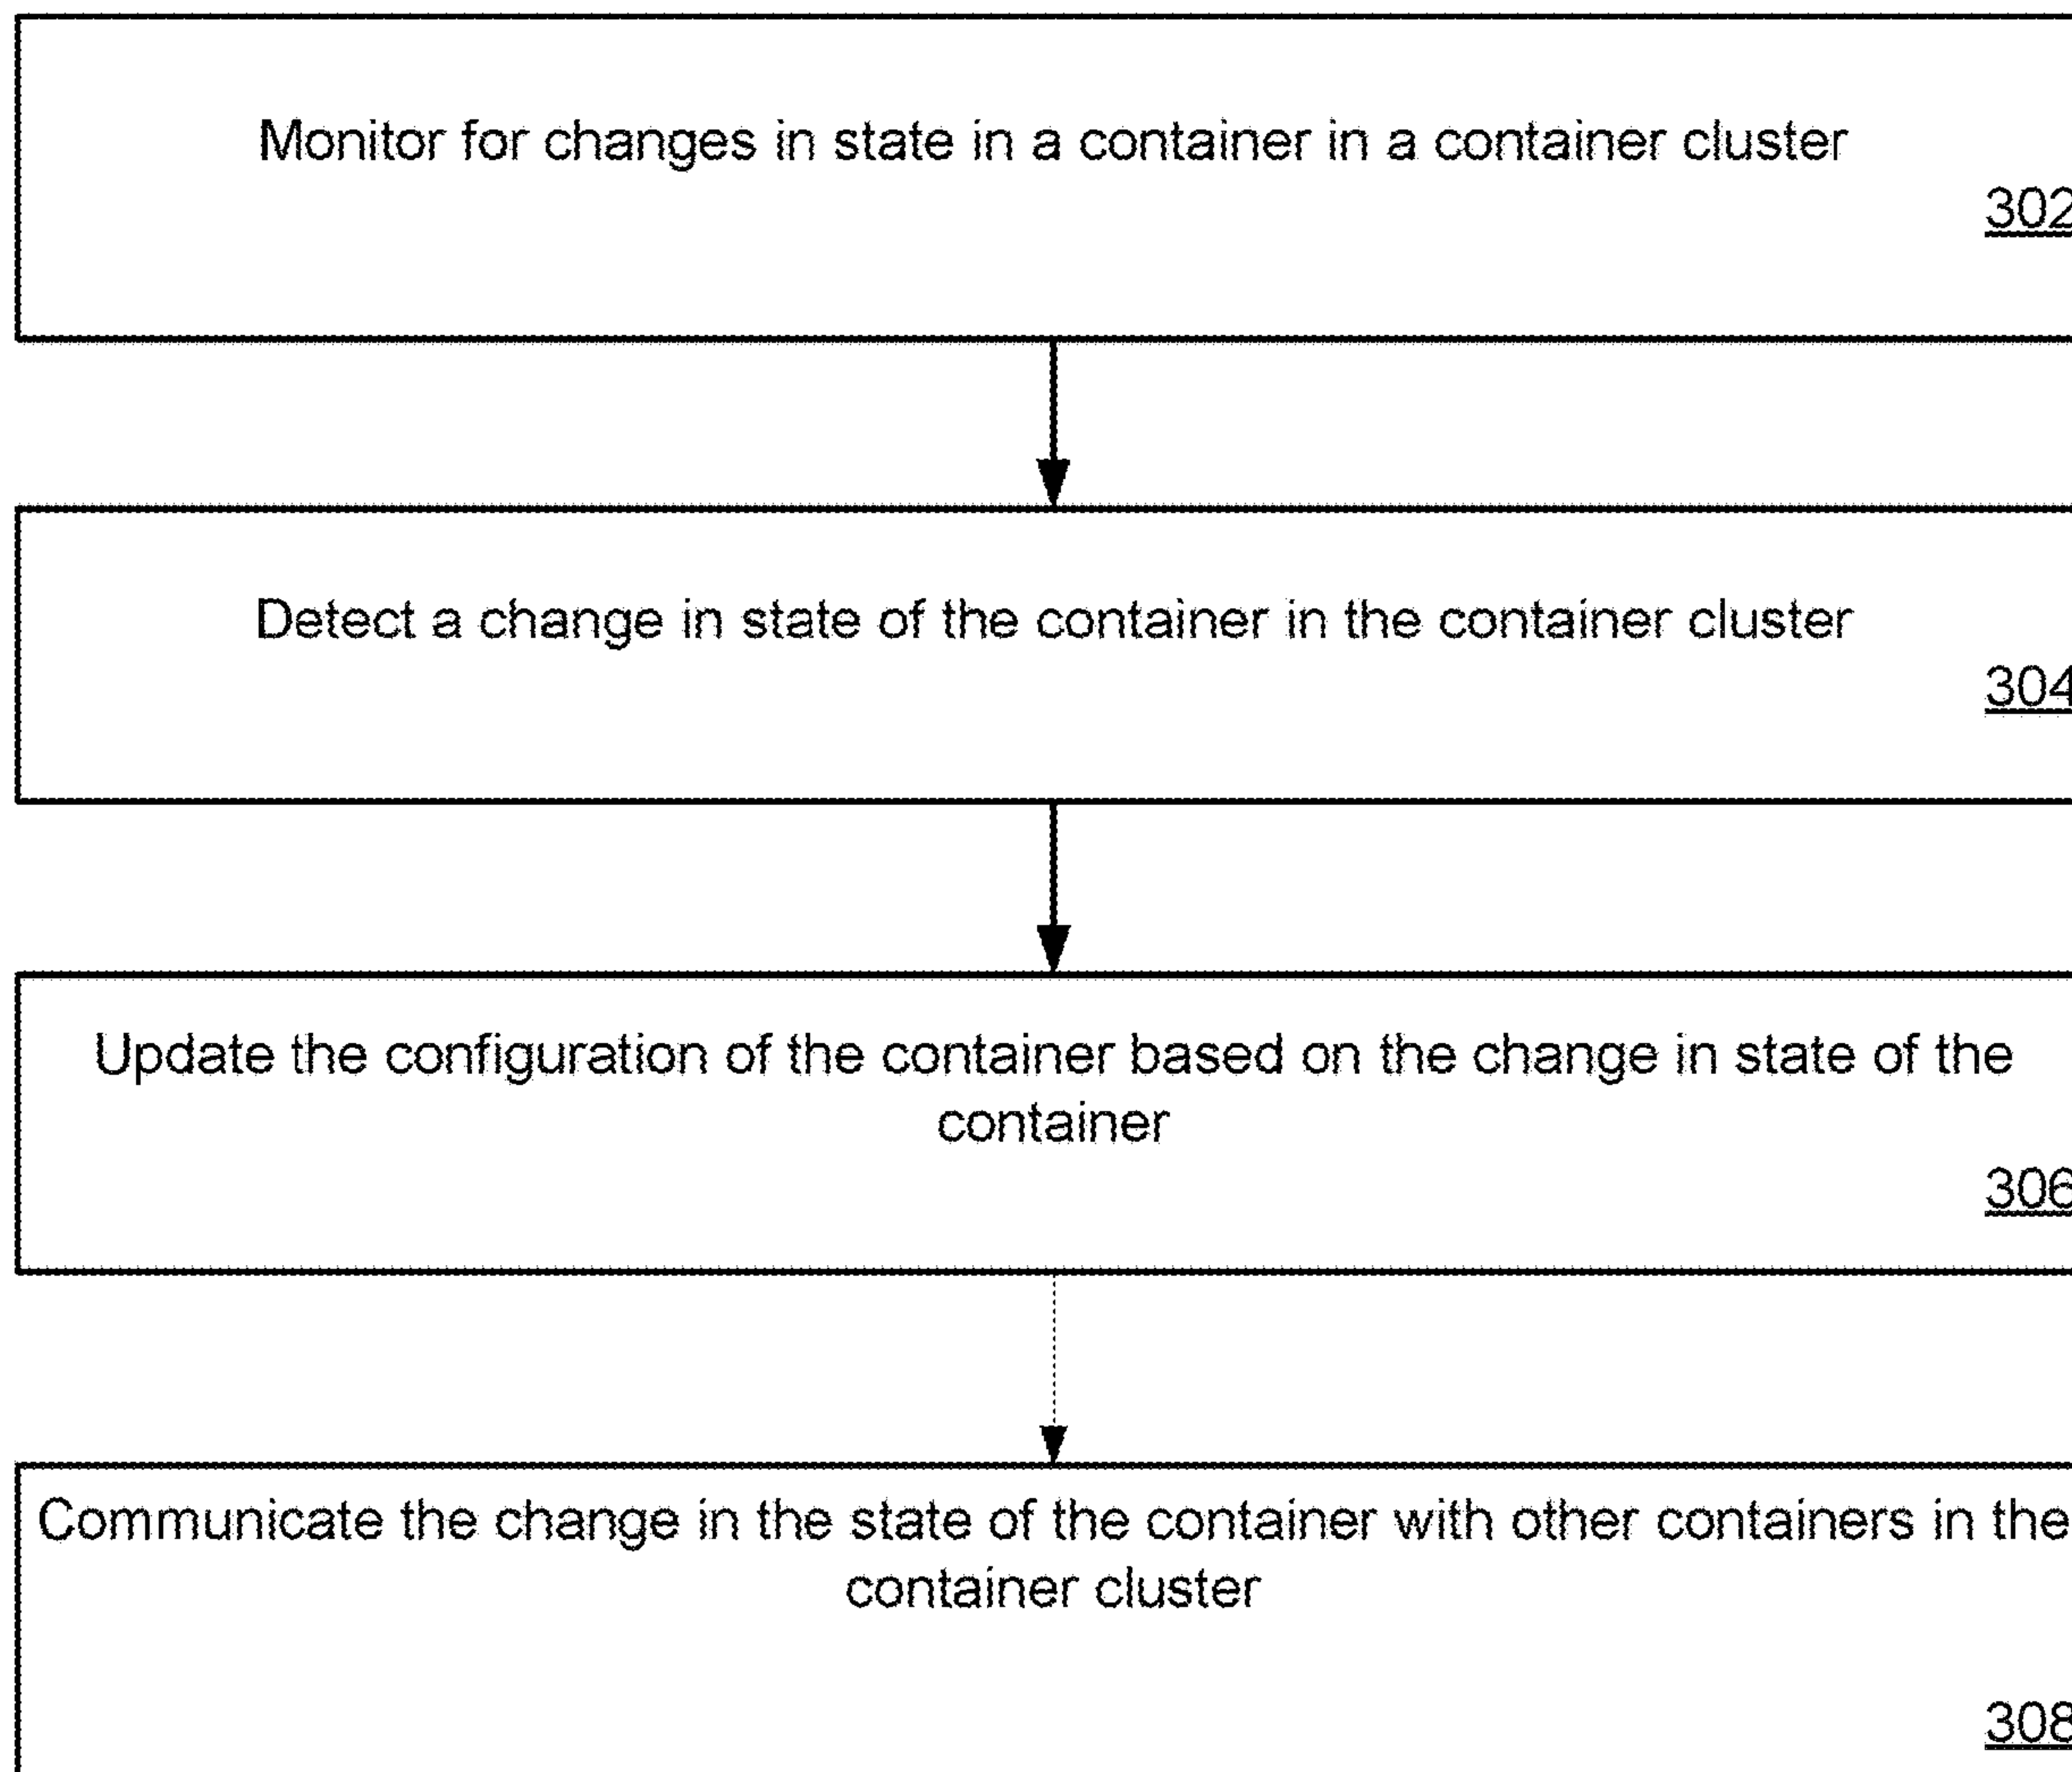 Monitor for changes in state in a container in a container cluster
302
Detect a change in state of the container in the container cluster
304
Update the configuration of the container based on the change in state of the
container
306
Communicate the change in the state of the container with other containers in the
container cluster
308